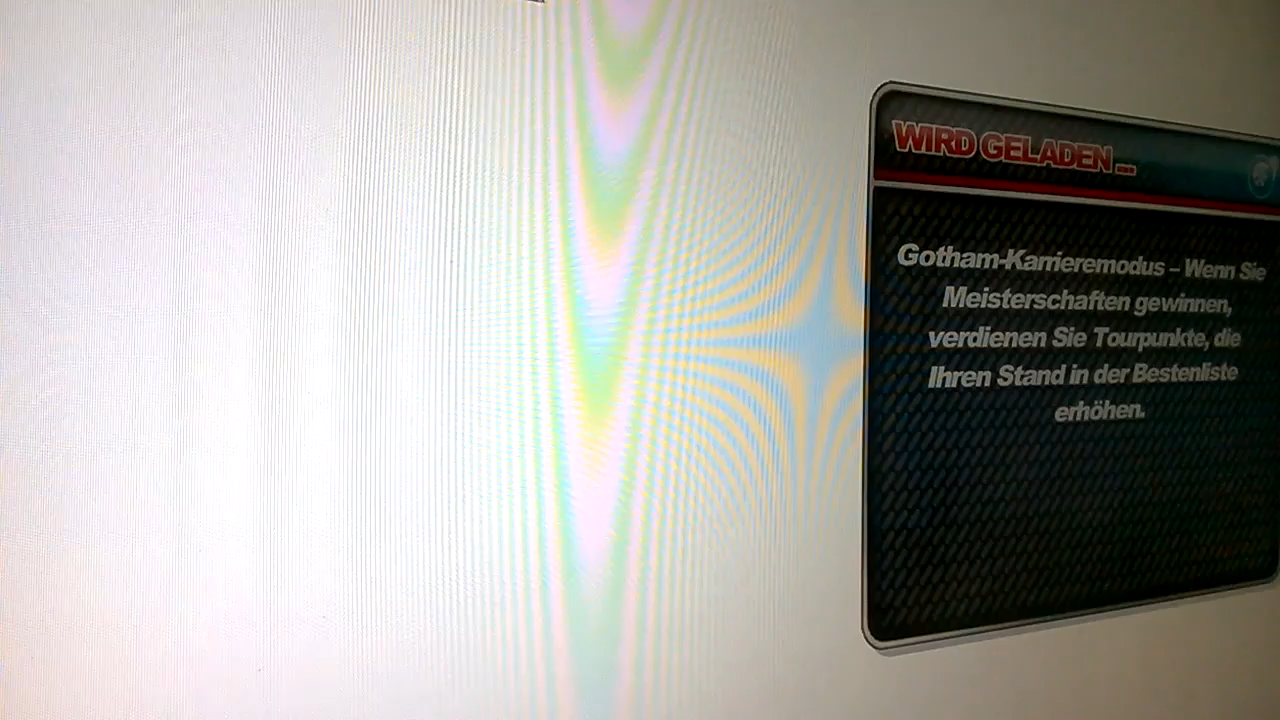 WIRD GELADEN ...
Gotham-Karrieremodus – Wenn Sie
Meisterschaften gewinnen,
verdienen Sie Tourpunkte, die
Ihren Stand in der Bestenliste
erhöhen.